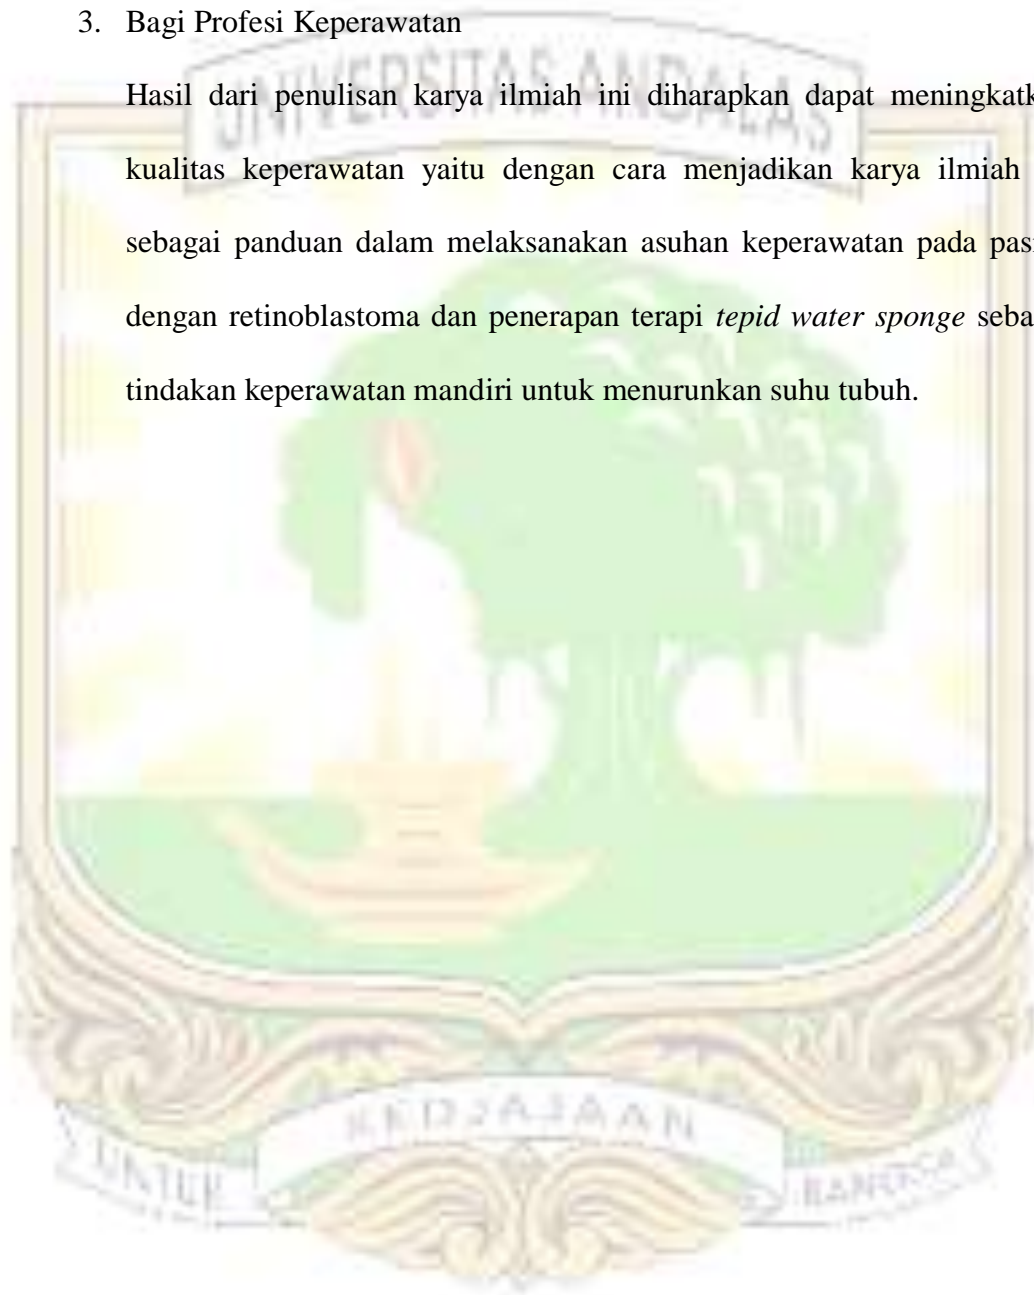 3. Bagi Profesi Keperawatan
UNIVERSITAS ANDALAS
Hasil dari penulisan karya ilmiah ini diharapkan dapat meningkatk
kualitas keperawatan yaitu dengan cara menjadikan karya ilmiah
sebagai panduan dalam melaksanakan asuhan keperawatan pada pas
dengan retinoblastoma dan penerapan terapi tepid water sponge seba
tindakan keperawatan mandiri untuk menurunkan suhu tubuh.
KEDJAJAAN
UNTUK
BANGSA